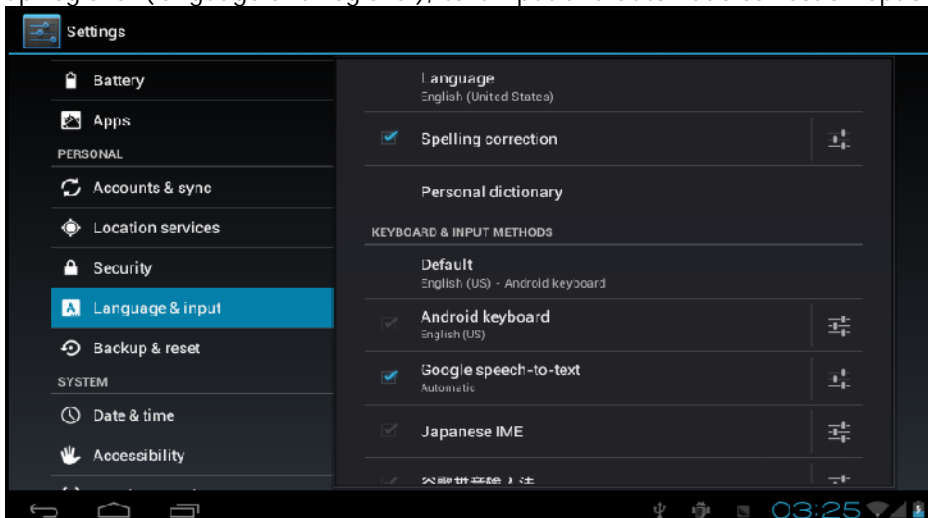 Settings
Battery
Apps
PERSONAL
Accounts & sync
Location services
Security
Language & input
Backup & reset
SYSTEM
Date & time
Accessibility
Language
English (United States)
Spelling correction
Personal dictionary
KEYBOARD & INPUT METHODS
Default
English (US) - Android keyboard
Android keyboard
English (US)
Google speech-to-text
Automatic
Japanese IME
03:25